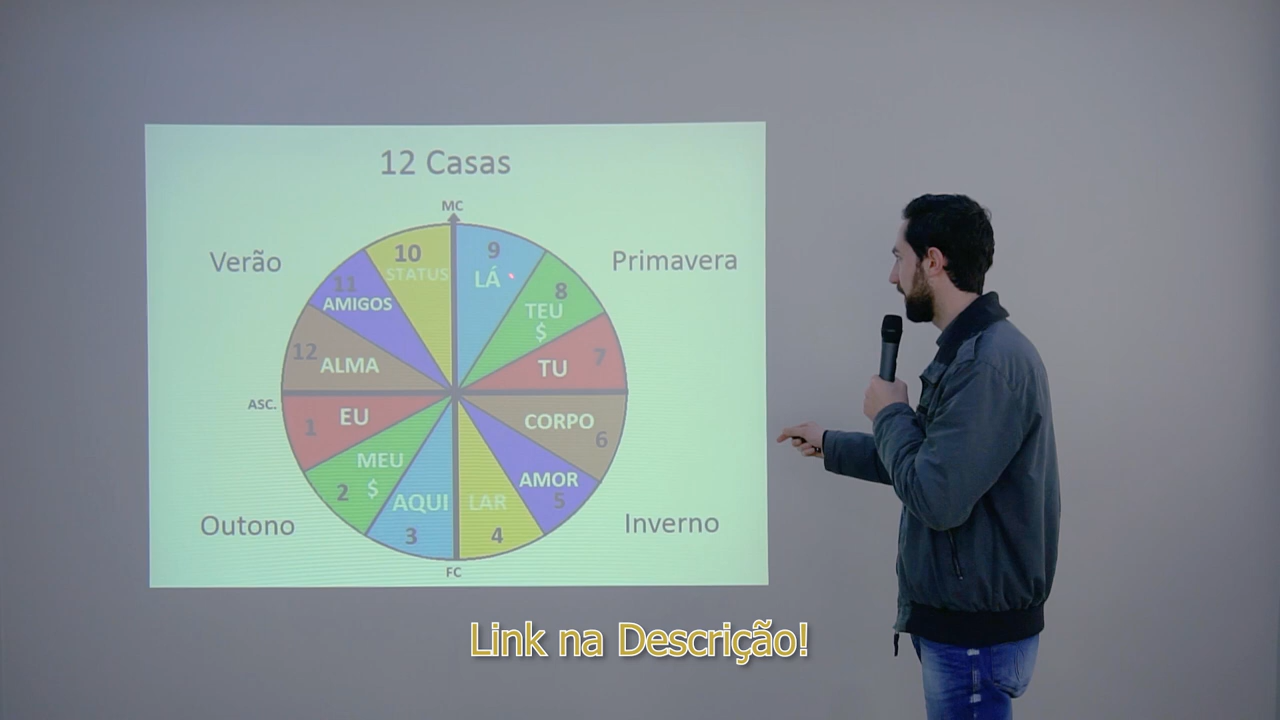 12 Casas
MC
Verão
Primavera
10
STATUS
9
LÁ
11
AMIGOS
8
TEU
$
12
ALMA
7
TU
ASC.
1
EU
CORPO
6
MEU
$
2
AMOR
5
AQUI
3
LAR
4
Outono
Inverno
FC
Link na Descrição!